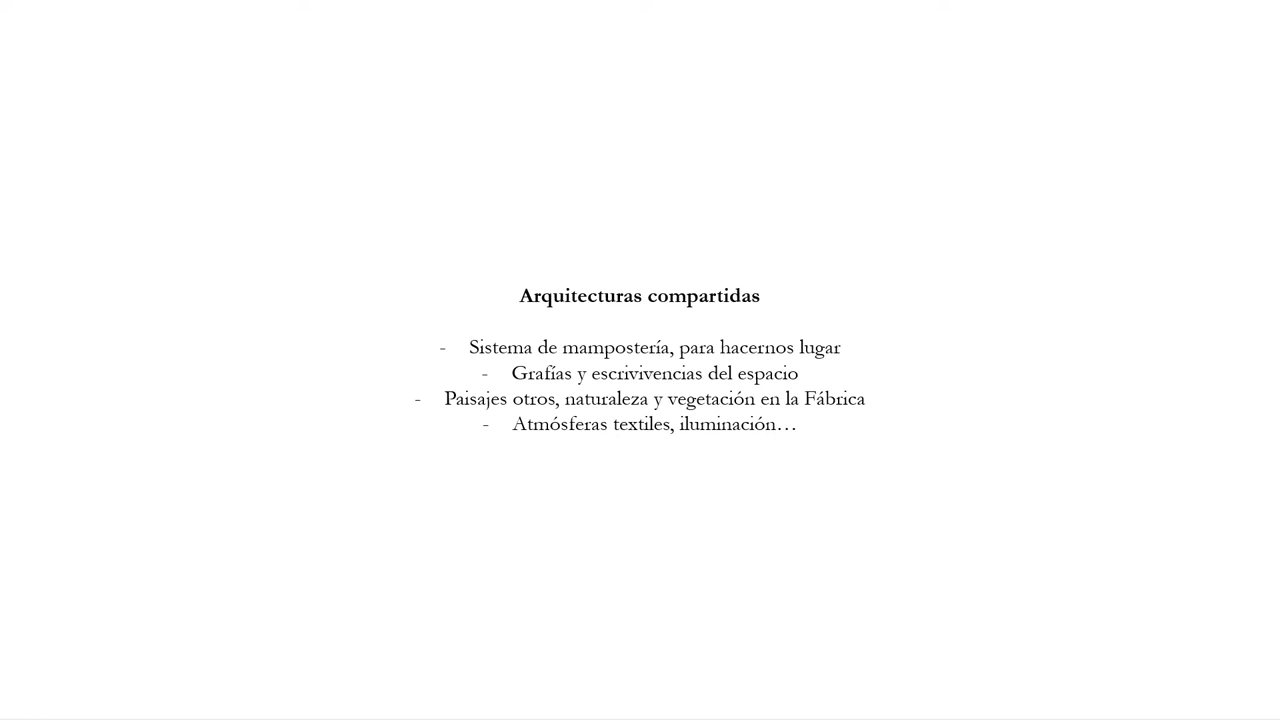 Arquitecturas compartidas
- Sistema de mampostería, para hacernos lugar
- Grafías y escrivivencias del espacio
- Paisajes otros, naturaleza y vegetación en la Fábrica
- Atmósferas textiles, iluminación…